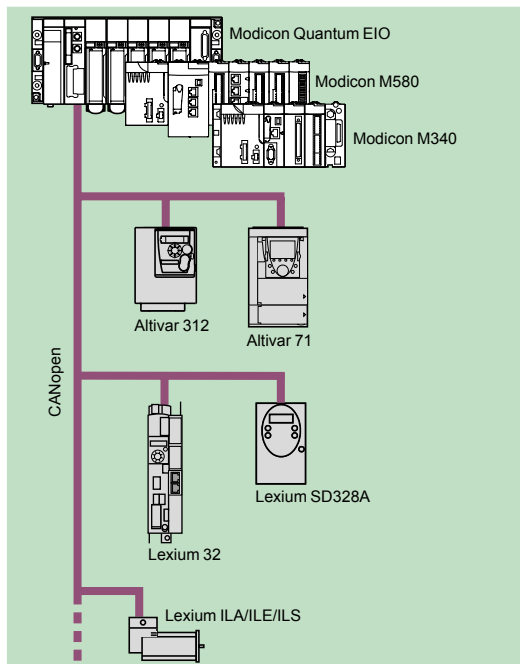 Modicon Quantum EIO
Modicon M580
Modicon M340
Altivar 312
Altivar 71
CANopen
Lexium SD328A
Lexium 32
Lexium ILA/ILE/ILS